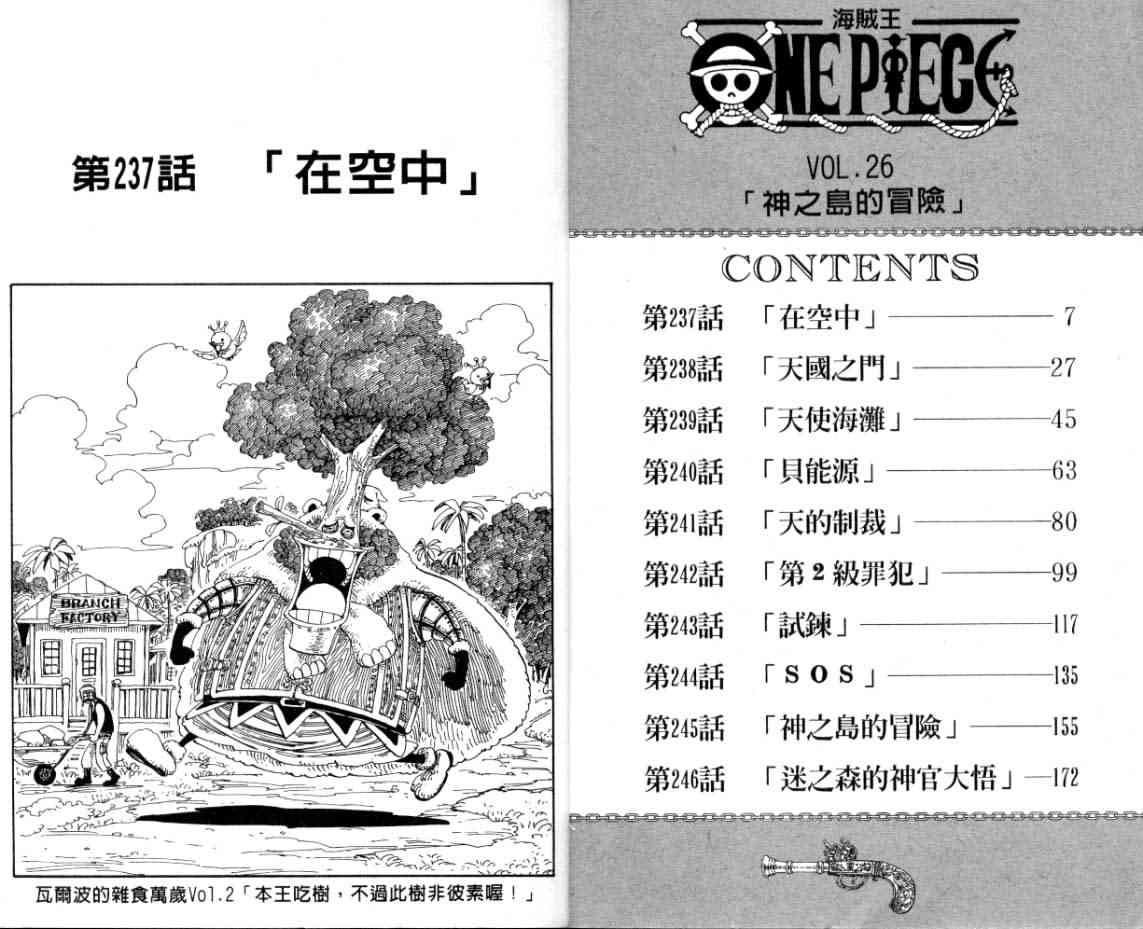 第237話 「在空中」
BRANCH
FACTORY
瓦爾波的雜食萬歲Vol.2「本王吃樹，不過此樹非彼素喔！」
海賊王
ONE PIECE
VOL.26
「神之島的冒險」
CONTENTS
第237話 「在空中」 7
第238話 「天國之門」 27
第239話 「天使海灘」 45
第240話 「貝能源」 63
第241話 「天的制裁」 80
第242話 「第2級罪犯」 99
第243話 「試鍊」 117
第244話 「SOS」 135
第245話 「神之島的冒險」 155
第246話 「迷之森的神官大悟」 172